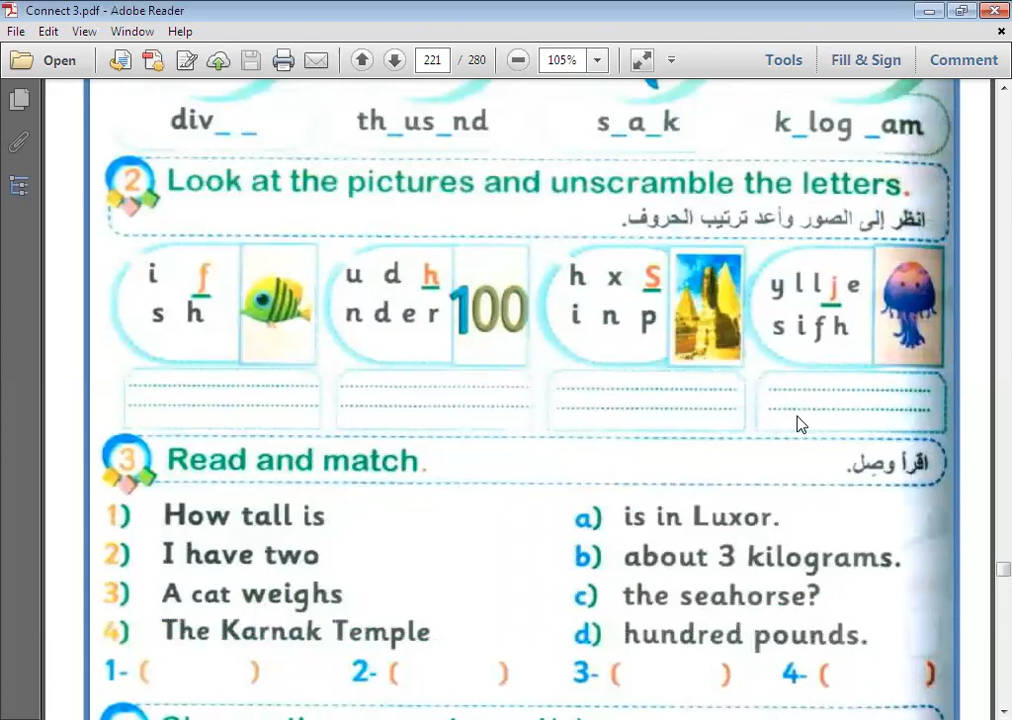 Connect 3.pdf - Adobe Reader
File Edit View Window Help
Open 221 / 280 105% Tools Fill & Sign Comment
div_ _ th_us_nd s_a_k k_log _am
2 Look at the pictures and unscramble the letters.
انظر إلى الصور وأعد ترتيب الحروف.
i f
s h
u d h
n d e r
100
h x S
i n p
y l l j e
s i f h
3 Read and match.
اقرأ وصل.
1) How tall is a) is in Luxor.
2) I have two b) about 3 kilograms.
3) A cat weighs c) the seahorse?
4) The Karnak Temple d) hundred pounds.
1- ( ) 2- ( ) 3- ( ) 4- ( )